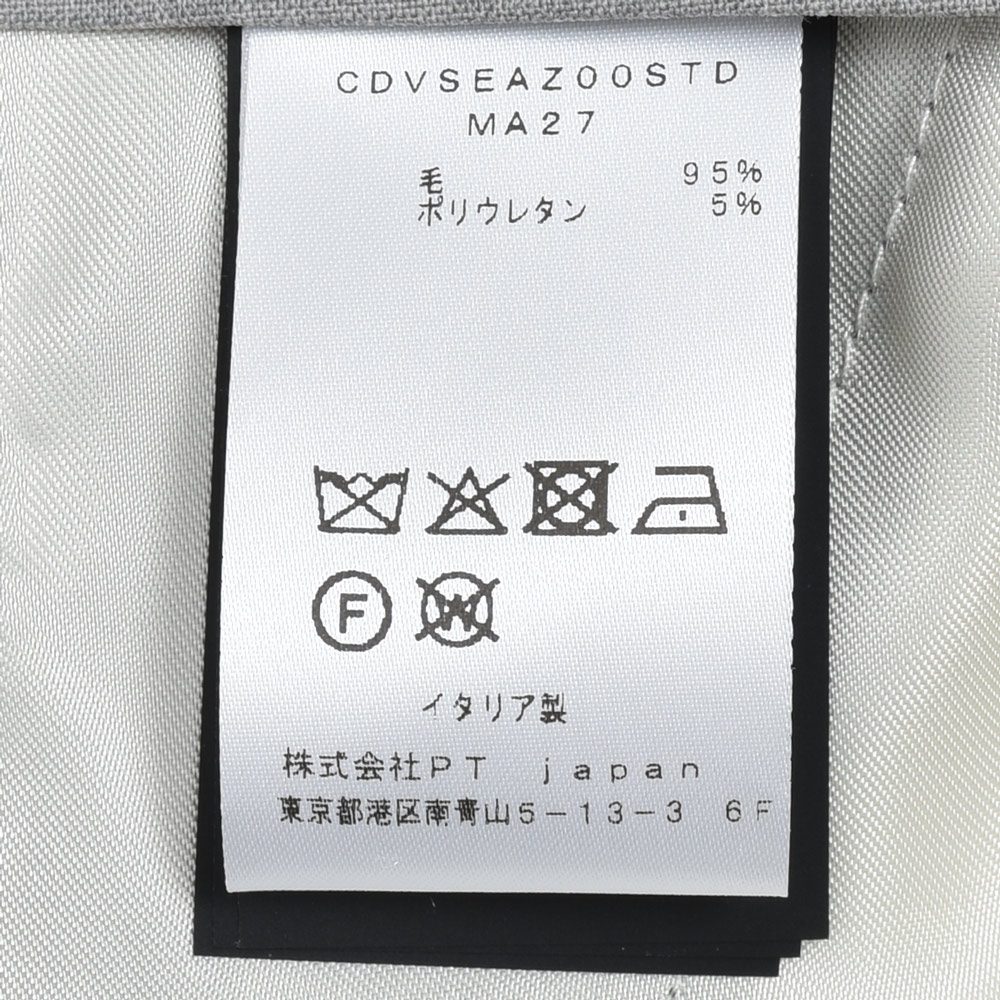 CDVSEAZ00STD
MA27
毛 95%
ポリウレタン 5%
F
W
イタリア製
株式会社PT japan
東京都港区南青山5-13-3 6F